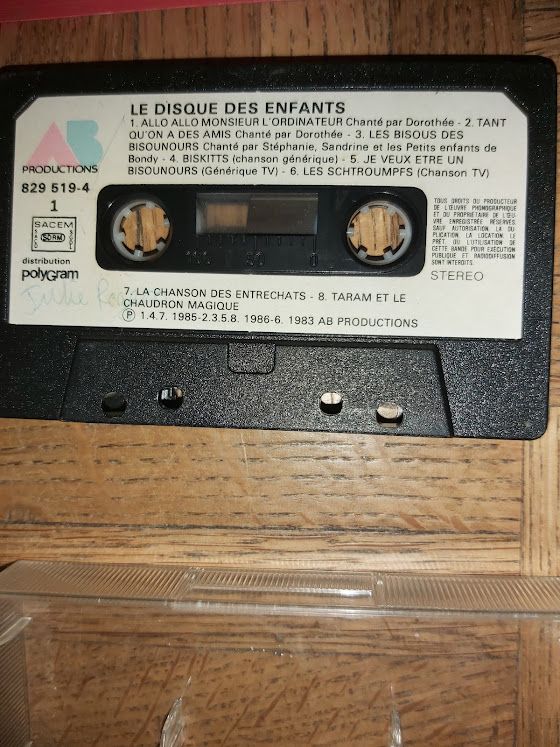 LE DISQUE DES ENFANTS
1. ALLO ALLO MONSIEUR L'ORDINATEUR Chanté par Dorothée - 2. TANT
QU'ON A DES AMIS Chanté par Dorothée - 3. LES BISOUS DES
BISOUNOURS Chanté par Stéphanie, Sandrine et les Petits enfants de
Bondy - 4. BISKITTS (chanson générique) - 5. JE VEUX ETRE UN
BISOUNOURS (Générique TV) - 6. LES SCHTROUMPFS (Chanson TV)
AB
PRODUCTIONS
829 519-4
1
SACEM
SDRM
distribution
polyGram
Julie
TOUS DROITS DU PRODUCTEUR
DE L'ŒUVRE PHONOGRAPHIQUE
ET DU PROPRIETAIRE DE L'ŒU-
VRE ENREGISTRÉE RÉSERVÉS.
SAUF AUTORISATION, LA DU-
PLICATION, LA LOCATION, LE
PRÊT, OU L'UTILISATION DE
CETTE BANDE POUR EXÉCUTION
PUBLIQUE ET RADIODIFFUSION
SONT INTERDITS.
STEREO
100 50 0
7. LA CHANSON DES ENTRECHATS - 8. TARAM ET LE
CHAUDRON MAGIQUE
Ⓟ 1.4.7. 1985-2.3.5.8. 1986-6. 1983 AB PRODUCTIONS